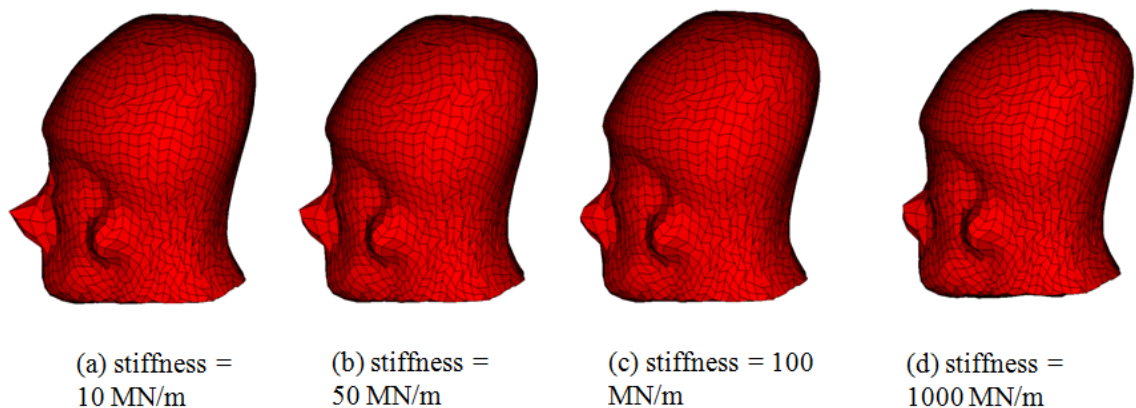 (a) stiffness =
10 MN/m
(b) stiffness =
50 MN/m
(c) stiffness = 100
MN/m
(d) stiffness =
1000 MN/m